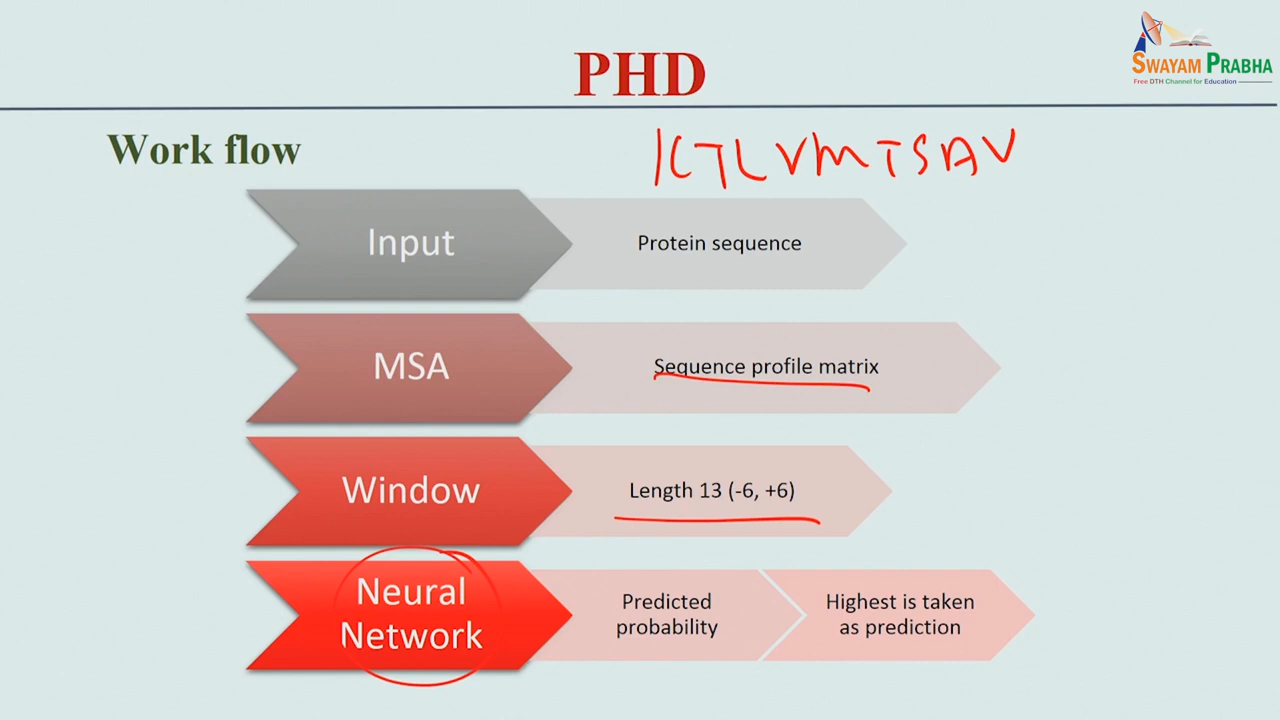 PHD
SWAYAM PRABHA
Free DTH Channel for Education
Work flow
KTLVMTSAV
Input
Protein sequence
MSA
Sequence profile matrix
Window
Length 13 (-6, +6)
Neural
Network
Predicted
probability
Highest is taken
as prediction